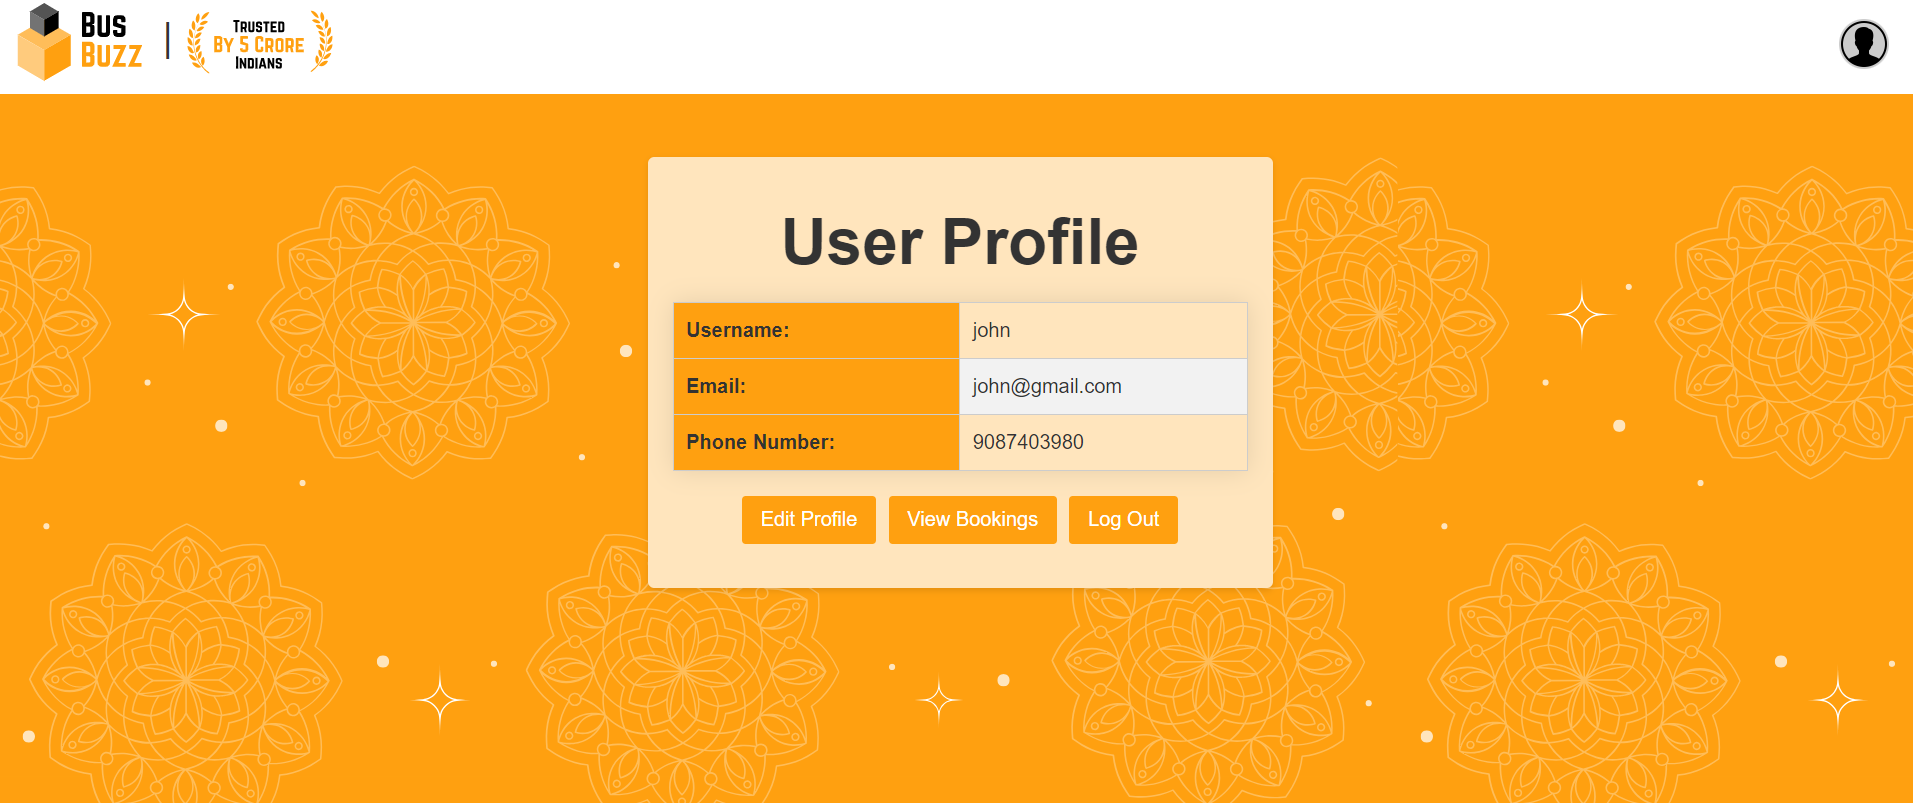 Bus
Buzz
Trusted
By 5 Crore
Indians
User Profile
Username: john
Email: john@gmail.com
Phone Number: 9087403980
Edit Profile View Bookings Log Out